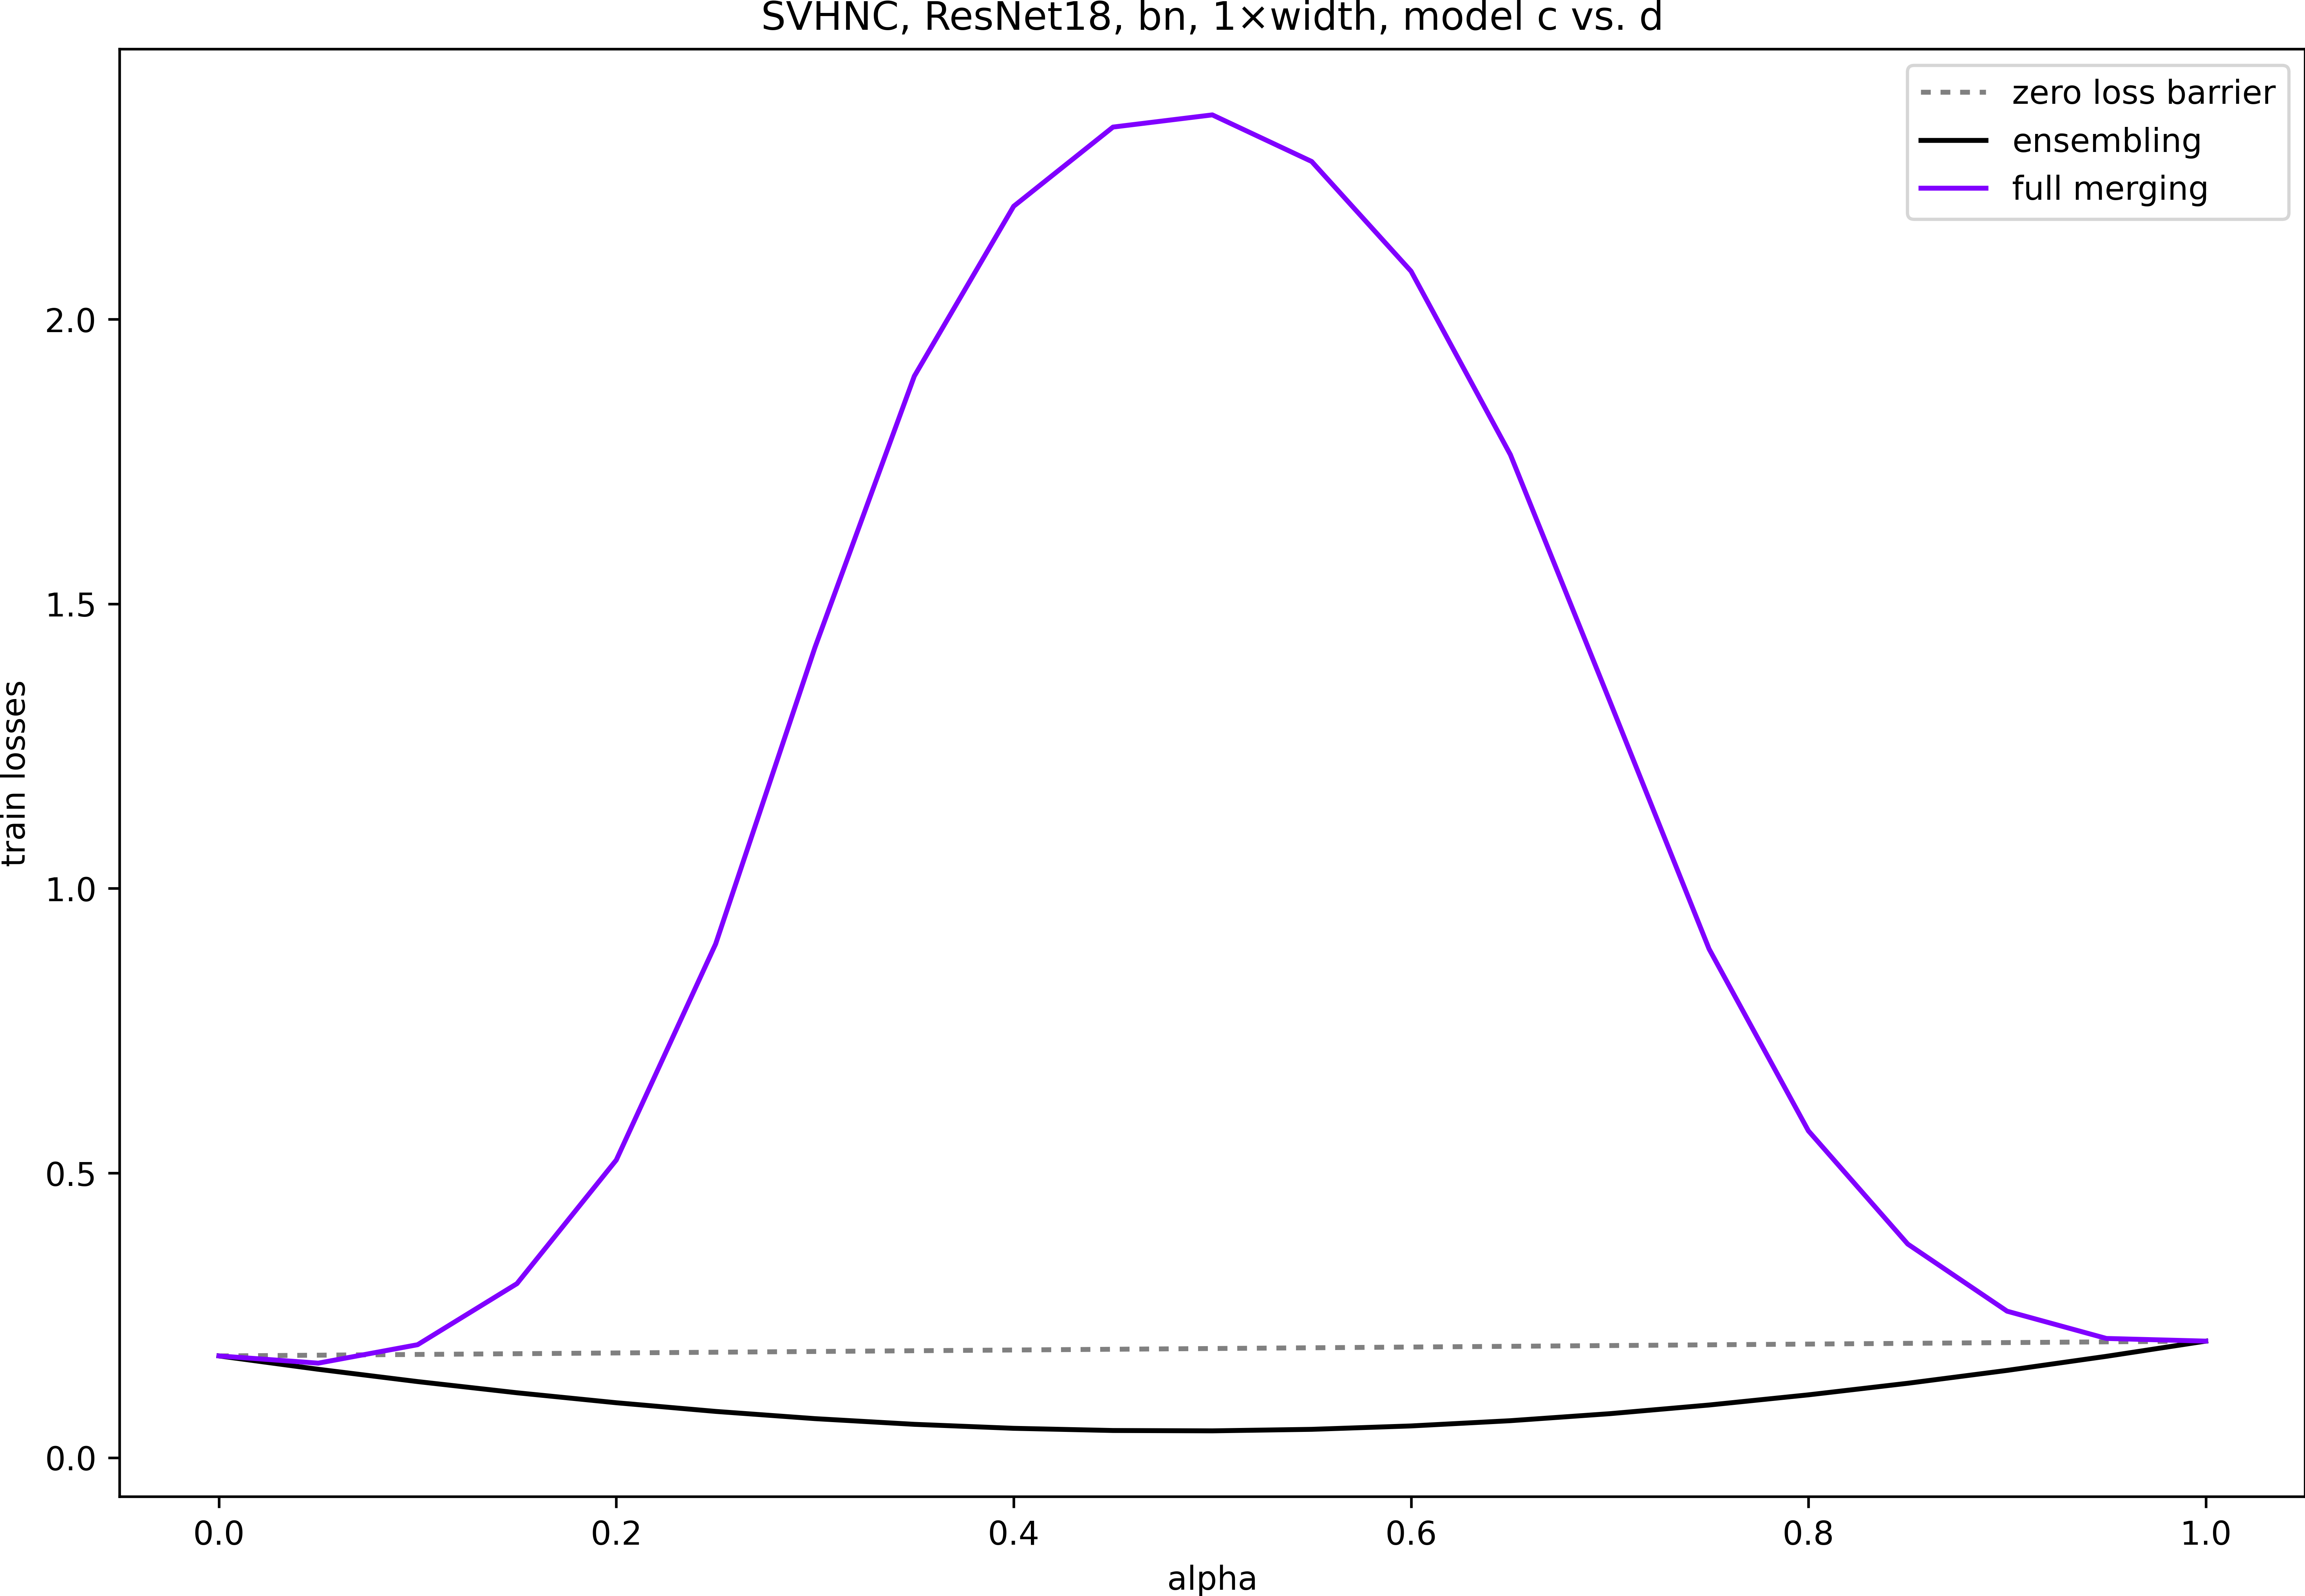 SVHNC, ResNet18, bn, 1×width, model c vs. d
zero loss barrier
ensembling
full merging
train losses
2.0
1.5
1.0
0.5
0.0
0.0 0.2 0.4 0.6 0.8 1.0
alpha